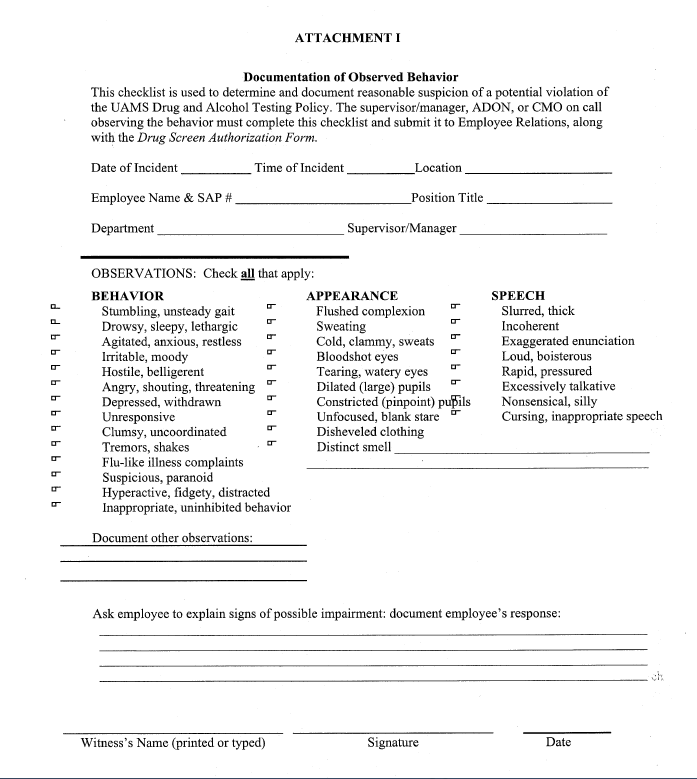 ATTACHMENT I
Documentation of Observed Behavior
This checklist is used to determine and document reasonable suspicion of a potential violation of
the UAMS Drug and Alcohol Testing Policy. The supervisor/manager, ADON, or CMO on call
observing the behavior must complete this checklist and submit it to Employee Relations, along
with the Drug Screen Authorization Form.
Date of Incident __________ Time of Incident __________ Location ____________________
Employee Name & SAP # _________________________ Position Title __________________
Department ___________________________ Supervisor/Manager ______________________
OBSERVATIONS: Check all that apply:
BEHAVIOR
Stumbling, unsteady gait
Drowsy, sleepy, lethargic
Agitated, anxious, restless
Irritable, moody
Hostile, belligerent
Angry, shouting, threatening
Depressed, withdrawn
Unresponsive
Clumsy, uncoordinated
Tremors, shakes
Flu-like illness complaints
Suspicious, paranoid
Hyperactive, fidgety, distracted
Inappropriate, uninhibited behavior
APPEARANCE
Flushed complexion
Sweating
Cold, clammy, sweats
Bloodshot eyes
Tearing, watery eyes
Dilated (large) pupils
Constricted (pinpoint) pupils
Unfocused, blank stare
Disheveled clothing
Distinct smell ____________________
SPEECH
Slurred, thick
Incoherent
Exaggerated enunciation
Loud, boisterous
Rapid, pressured
Excessively talkative
Nonsensical, silly
Cursing, inappropriate speech
Document other observations:
Ask employee to explain signs of possible impairment: document employee's response:
Witness's Name (printed or typed) Signature Date